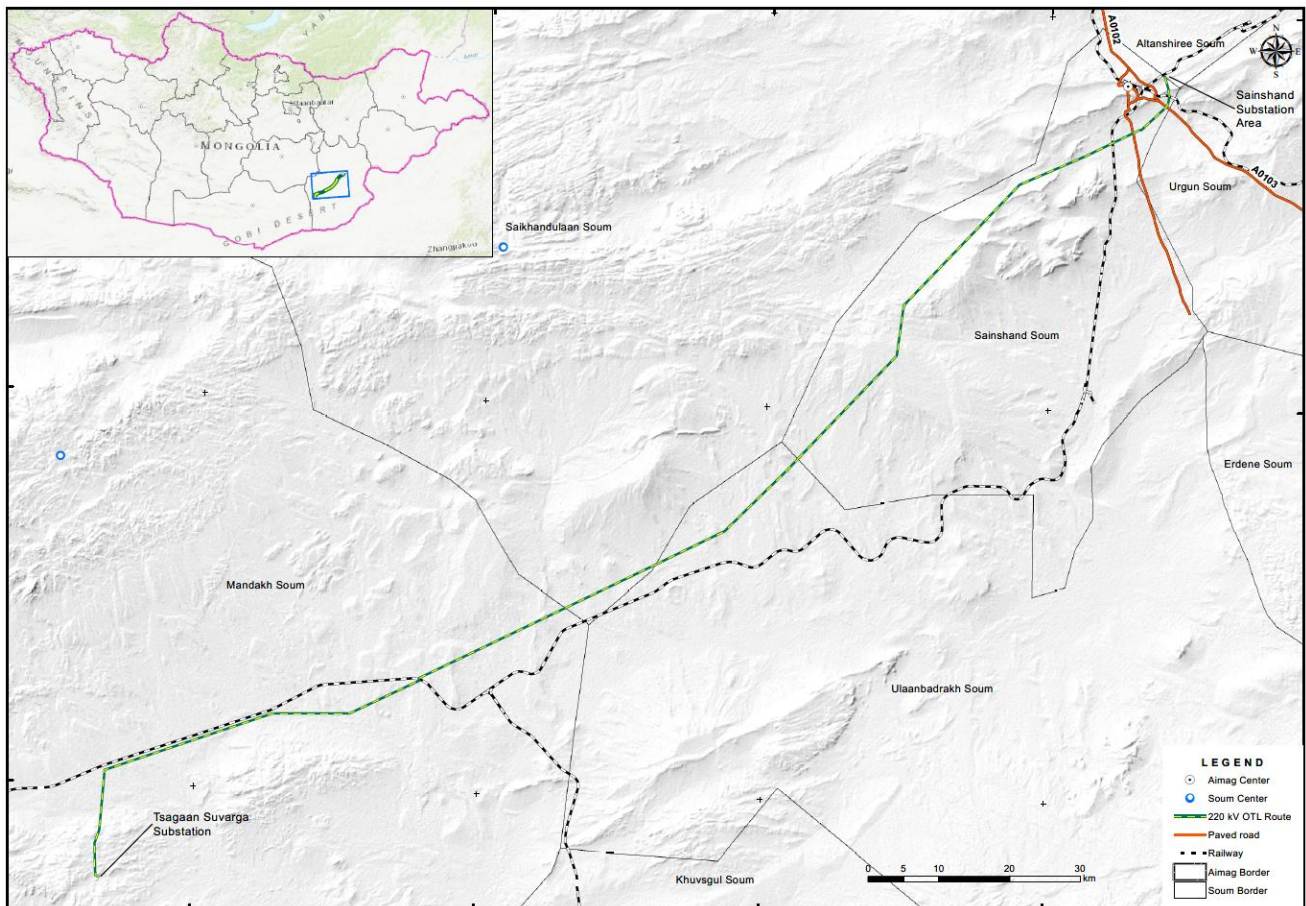 MONGOLIA
Ulaanbaatar
GOBI DESERT
Zhangjiakou
Amur
A0102
Altanshiree Soum
N
W
E
S
Sainshand
Substation
Area
A0103
Urgun Soum
Saikhandulaan Soum
Sainshand Soum
Erdene Soum
Mandakh Soum
Ulaanbadrakh Soum
Tsagaan Suvarga
Substation
Khuvsgul Soum
LEGEND
Aimag Center
Soum Center
220 kV OTL Route
Paved road
Railway
Aimag Border
Soum Border
0 5 10 20 30
km